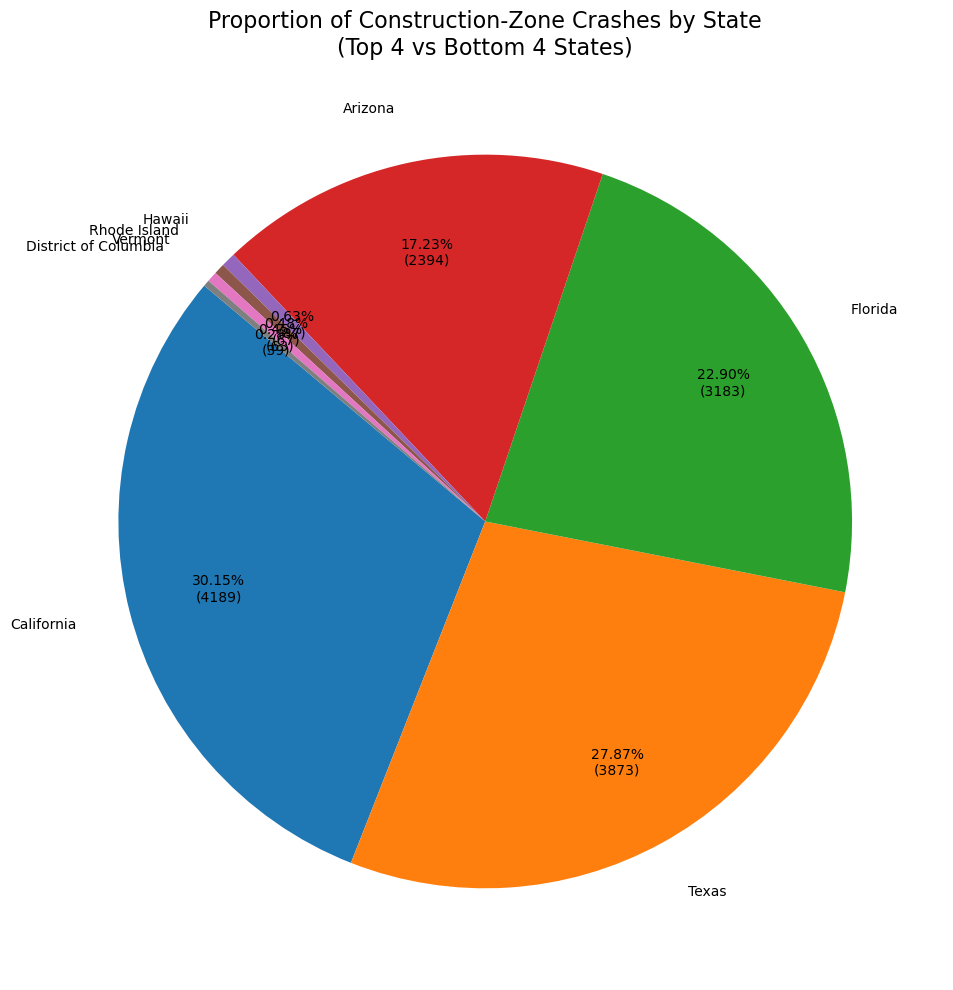 Proportion of Construction-Zone Crashes by State
(Top 4 vs Bottom 4 States)
Arizona
Hawaii
Rhode Island
Vermont
District of Columbia
17.23%
(2394)
Florida
0.63%
22.90%
(3183)
30.15%
(4189)
California
27.87%
(3873)
Texas